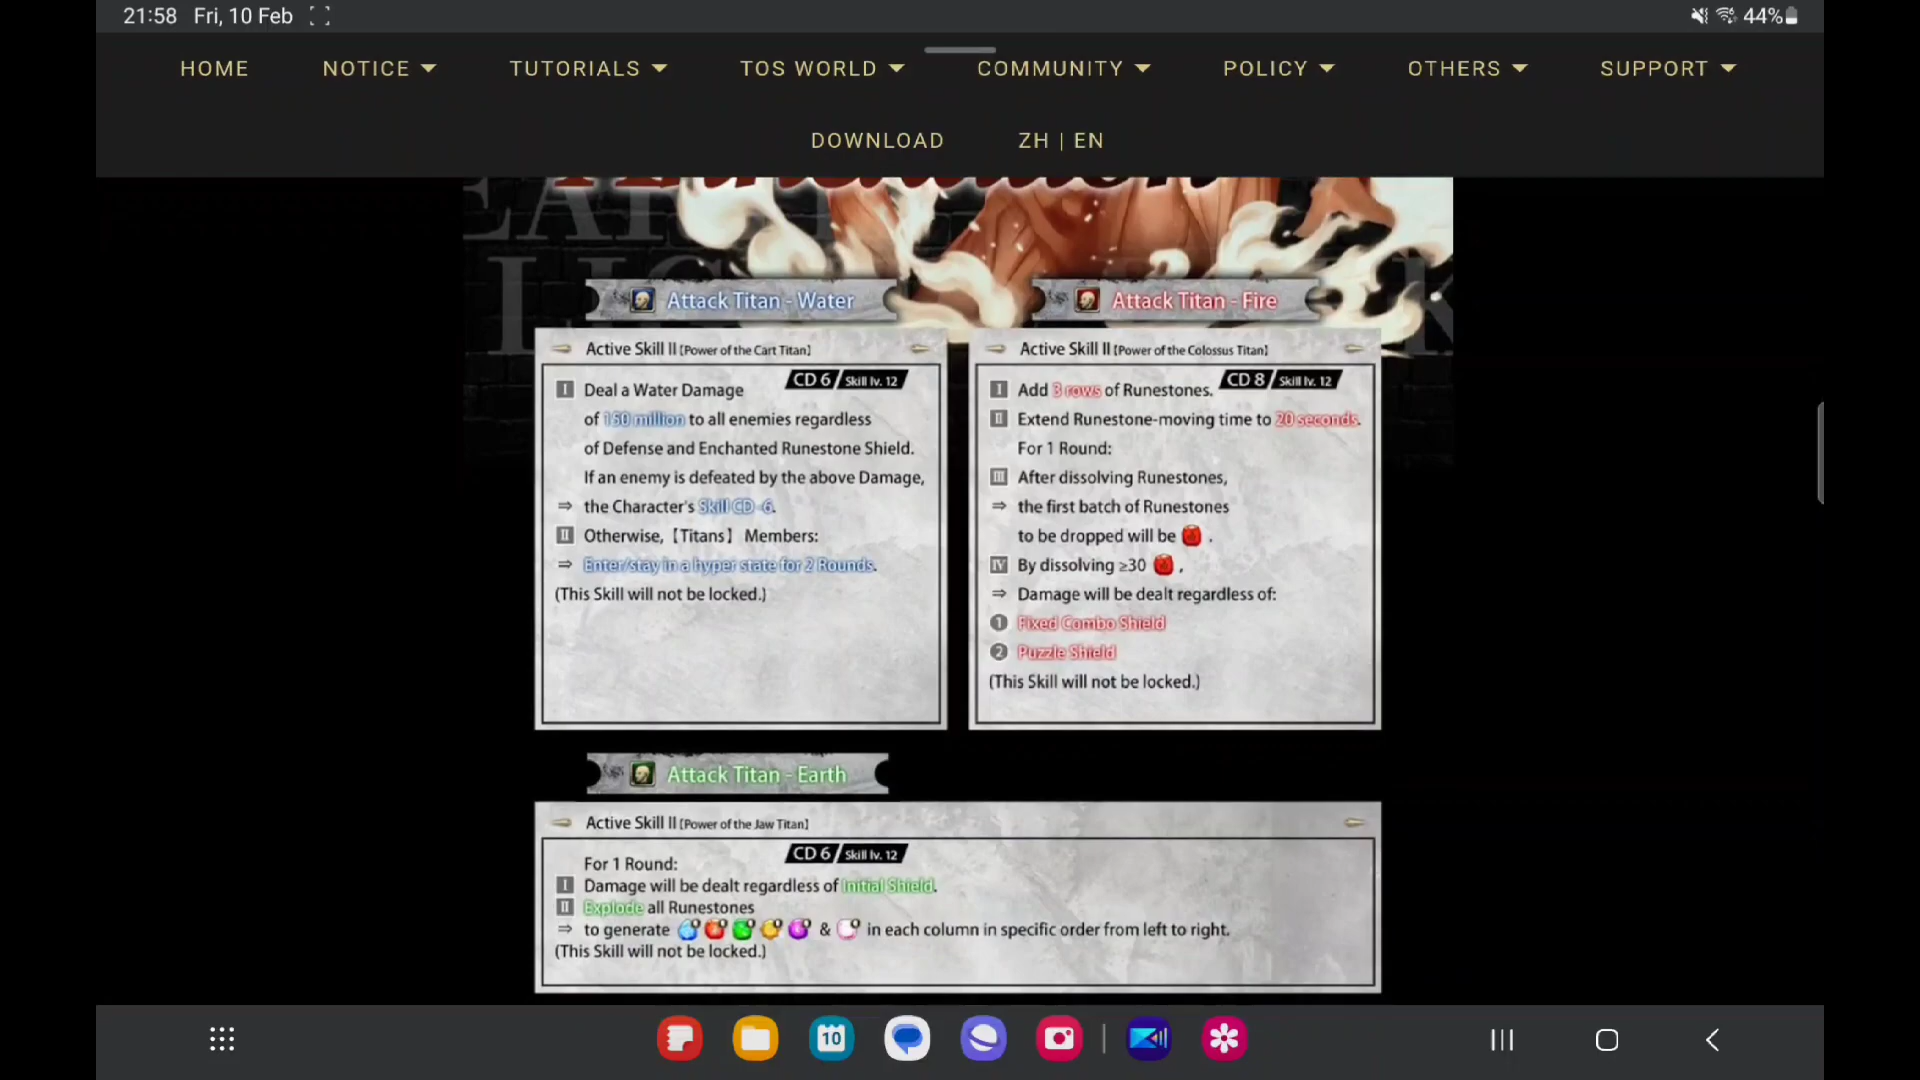 21:58 Fri, 10 Feb 44%
HOME NOTICE TUTORIALS TOS WORLD COMMUNITY POLICY OTHERS SUPPORT
DOWNLOAD ZH | EN
Attack Titan - Water
Active Skill II [Power of the Cart Titan]
CD 6 / Skill lv. 12
I Deal a Water Damage
of 150 million to all enemies regardless
of Defense and Enchanted Runestone Shield.
If an enemy is defeated by the above Damage,
⇒ the Character's Skill CD -6.
II Otherwise,【Titans】 Members:
⇒ Enter/stay in a hyper state for 2 Rounds.
(This Skill will not be locked.)
Attack Titan - Fire
Active Skill II [Power of the Colossus Titan]
CD 8 / Skill lv. 12
I Add 3 rows of Runestones.
II Extend Runestone-moving time to 20 seconds.
For 1 Round:
III After dissolving Runestones,
⇒ the first batch of Runestones
to be dropped will be .
IV By dissolving ≥30 ,
⇒ Damage will be dealt regardless of:
1 Fixed Combo Shield
2 Puzzle Shield
(This Skill will not be locked.)
Attack Titan - Earth
Active Skill II [Power of the Jaw Titan]
CD 6 / Skill lv. 12
For 1 Round:
I Damage will be dealt regardless of Initial Shield.
II Explode all Runestones
⇒ to generate & in each column in specific order from left to right.
(This Skill will not be locked.)
10